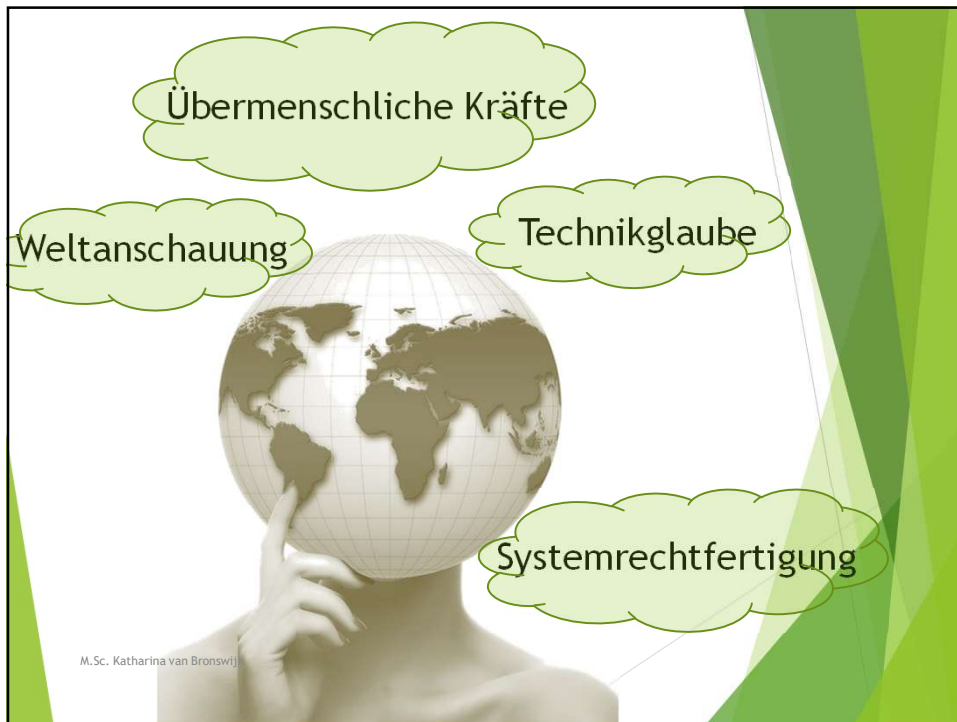 Übermenschliche Kräfte
Weltanschauung
Technikglaube
Systemrechtfertigung
M.Sc. Katharina van Bronswij